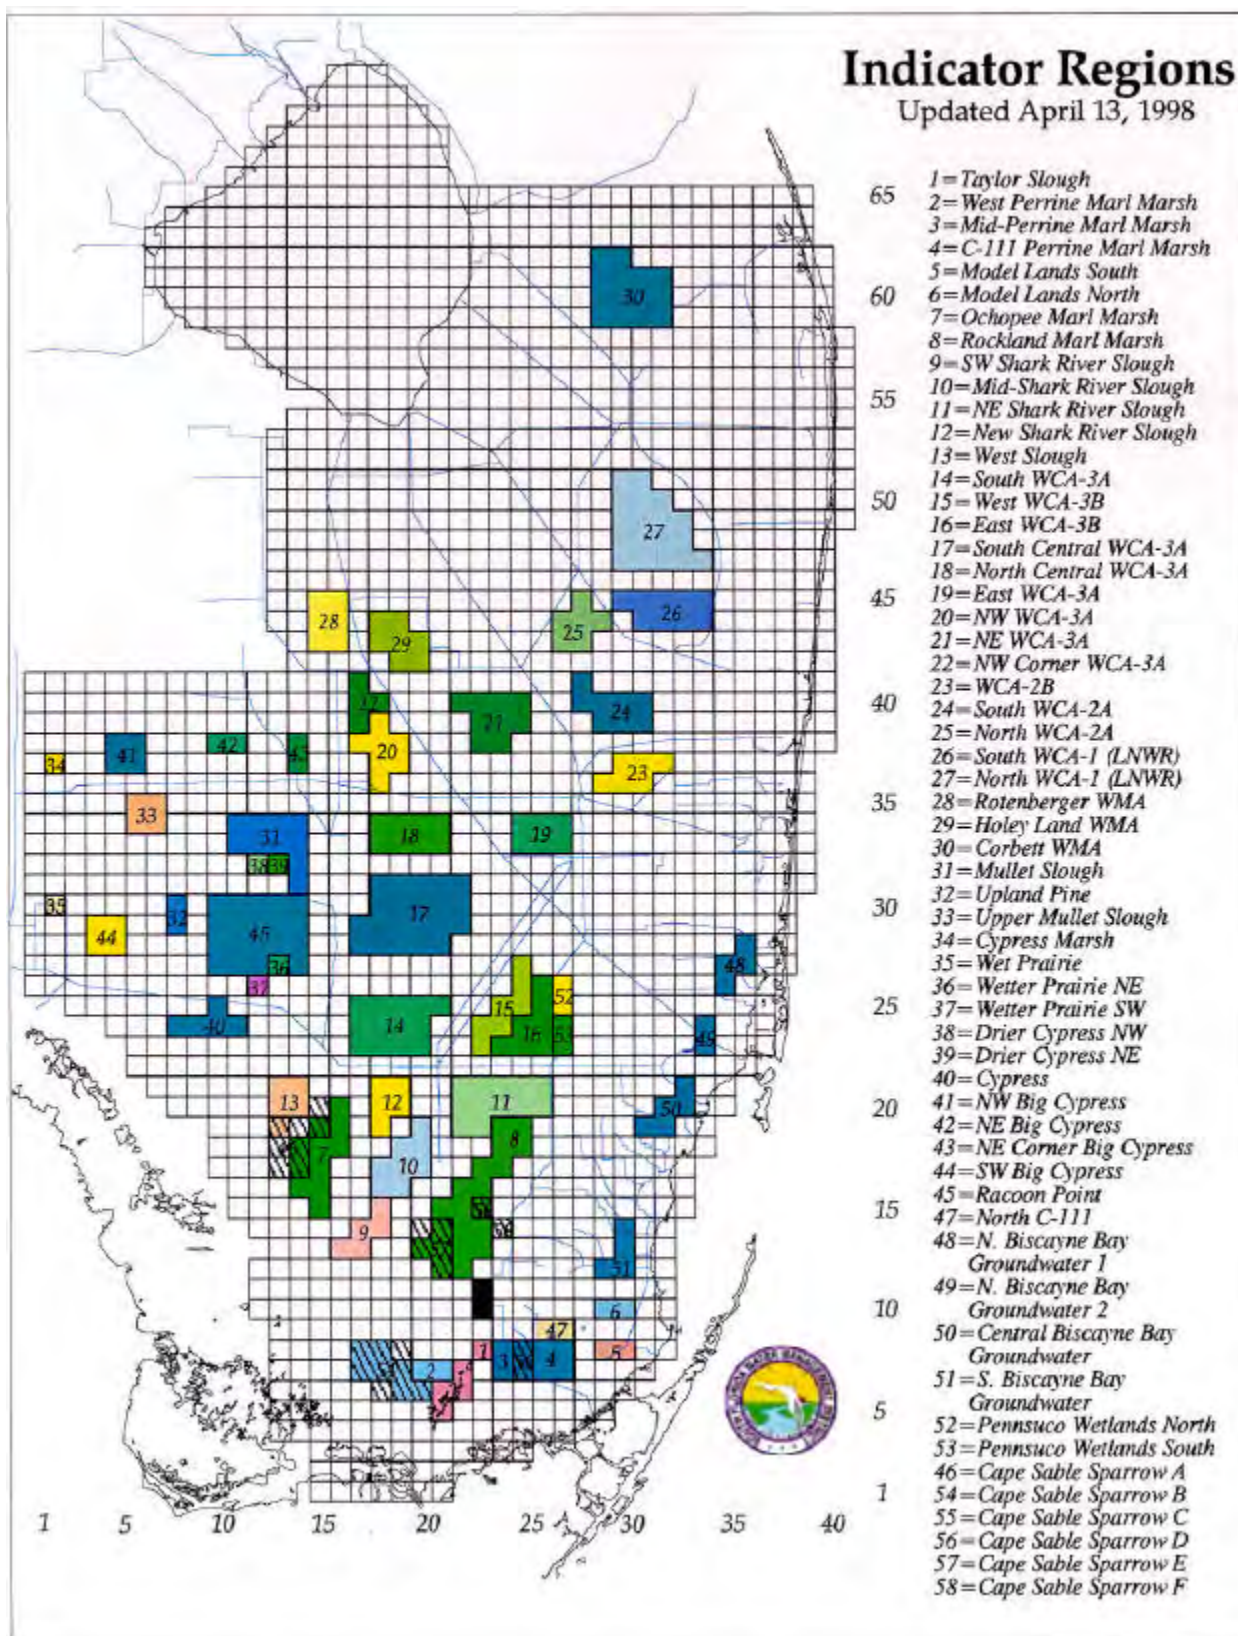 Indicator Regions
Updated April 13, 1998
1=Taylor Slough
2=West Perrine Marl Marsh
3=Mid-Perrine Marl Marsh
4=C-111 Perrine Marl Marsh
5=Model Lands South
6=Model Lands North
7=Ochopee Marl Marsh
8=Rockland Marl Marsh
9=SW Shark River Slough
10=Mid-Shark River Slough
11=NE Shark River Slough
12=New Shark River Slough
13=West Slough
14=South WCA-3A
15=West WCA-3B
16=East WCA-3B
17=South Central WCA-3A
18=North Central WCA-3A
19=East WCA-3A
20=NW WCA-3A
21=NE WCA-3A
22=NW Corner WCA-3A
23=WCA-2B
24=South WCA-2A
25=North WCA-2A
26=South WCA-1 (LNWR)
27=North WCA-1 (LNWR)
28=Rotenberger WMA
29=Holey Land WMA
30=Corbett WMA
31=Mullet Slough
32=Upland Pine
33=Upper Mullet Slough
34=Cypress Marsh
35=Wet Prairie
36=Wetter Prairie NE
37=Wetter Prairie SW
38=Drier Cypress NW
39=Drier Cypress NE
40=Cypress
41=NW Big Cypress
42=NE Big Cypress
43=NE Corner Big Cypress
44=SW Big Cypress
45=Racoon Point
47=North C-111
48=N. Biscayne Bay
Groundwater 1
49=N. Biscayne Bay
Groundwater 2
50=Central Biscayne Bay
Groundwater
51=S. Biscayne Bay
Groundwater
52=Pennsuco Wetlands North
53=Pennsuco Wetlands South
46=Cape Sable Sparrow A
54=Cape Sable Sparrow B
55=Cape Sable Sparrow C
56=Cape Sable Sparrow D
57=Cape Sable Sparrow E
58=Cape Sable Sparrow F
65
60
55
50
45
40
35
30
25
20
15
10
5
1
1 5 10 15 20 25 30 35 40
30
27
28
29
25
26
21
24
20
23
34
41
42
43
33
31
18
19
38
39
35
44
32
45
36
37
17
48
40
14
15
52
16
53
49
13
12
11
50
7
10
8
9
51
6
47
1
2
3
4
5